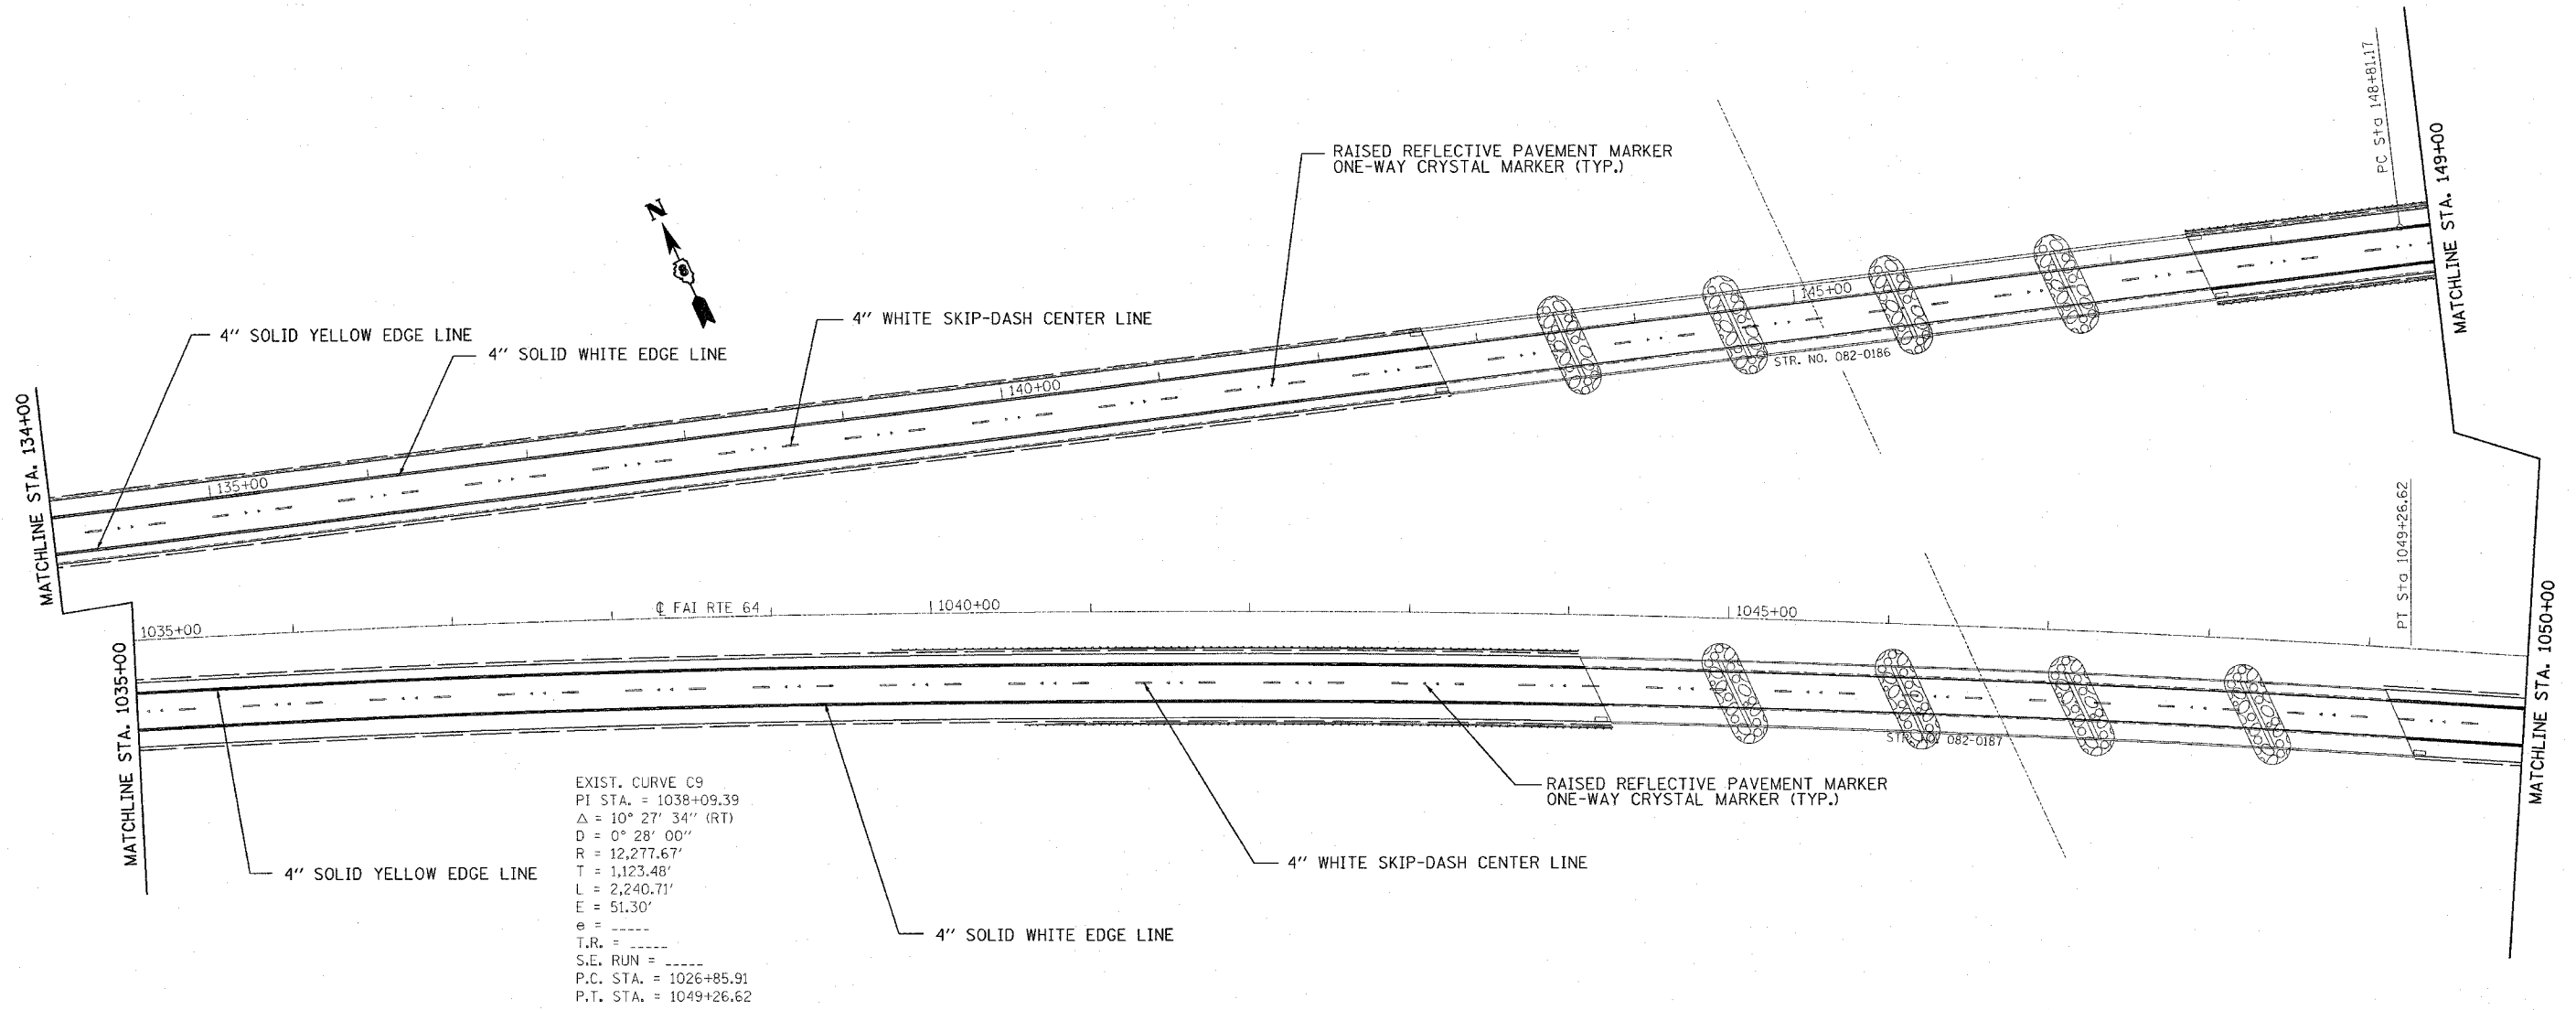 PC Sta 148+81.17
MATCHLINE STA. 149+00
RAISED REFLECTIVE PAVEMENT MARKER
ONE-WAY CRYSTAL MARKER (TYP.)
N
4" WHITE SKIP-DASH CENTER LINE
4" SOLID YELLOW EDGE LINE
4" SOLID WHITE EDGE LINE
145+00
STR. NO. 082-0186
140+00
135+00
MATCHLINE STA. 134+00
PT Sta 1049+26.62
℄ FAI RTE 64
1040+00
1045+00
1035+00
MATCHLINE STA. 1035+00
MATCHLINE STA. 1050+00
STR. NO. 082-0187
EXIST. CURVE C9
PI STA. = 1038+09.39
Δ = 10° 27' 34" (RT)
D = 0° 28' 00"
R = 12,277.67'
T = 1,123.48'
L = 2,240.71'
E = 51.30'
e = _____
T.R. = _____
S.E. RUN = _____
P.C. STA. = 1026+85.91
P.T. STA. = 1049+26.62
RAISED REFLECTIVE PAVEMENT MARKER
ONE-WAY CRYSTAL MARKER (TYP.)
4" WHITE SKIP-DASH CENTER LINE
4" SOLID YELLOW EDGE LINE
4" SOLID WHITE EDGE LINE